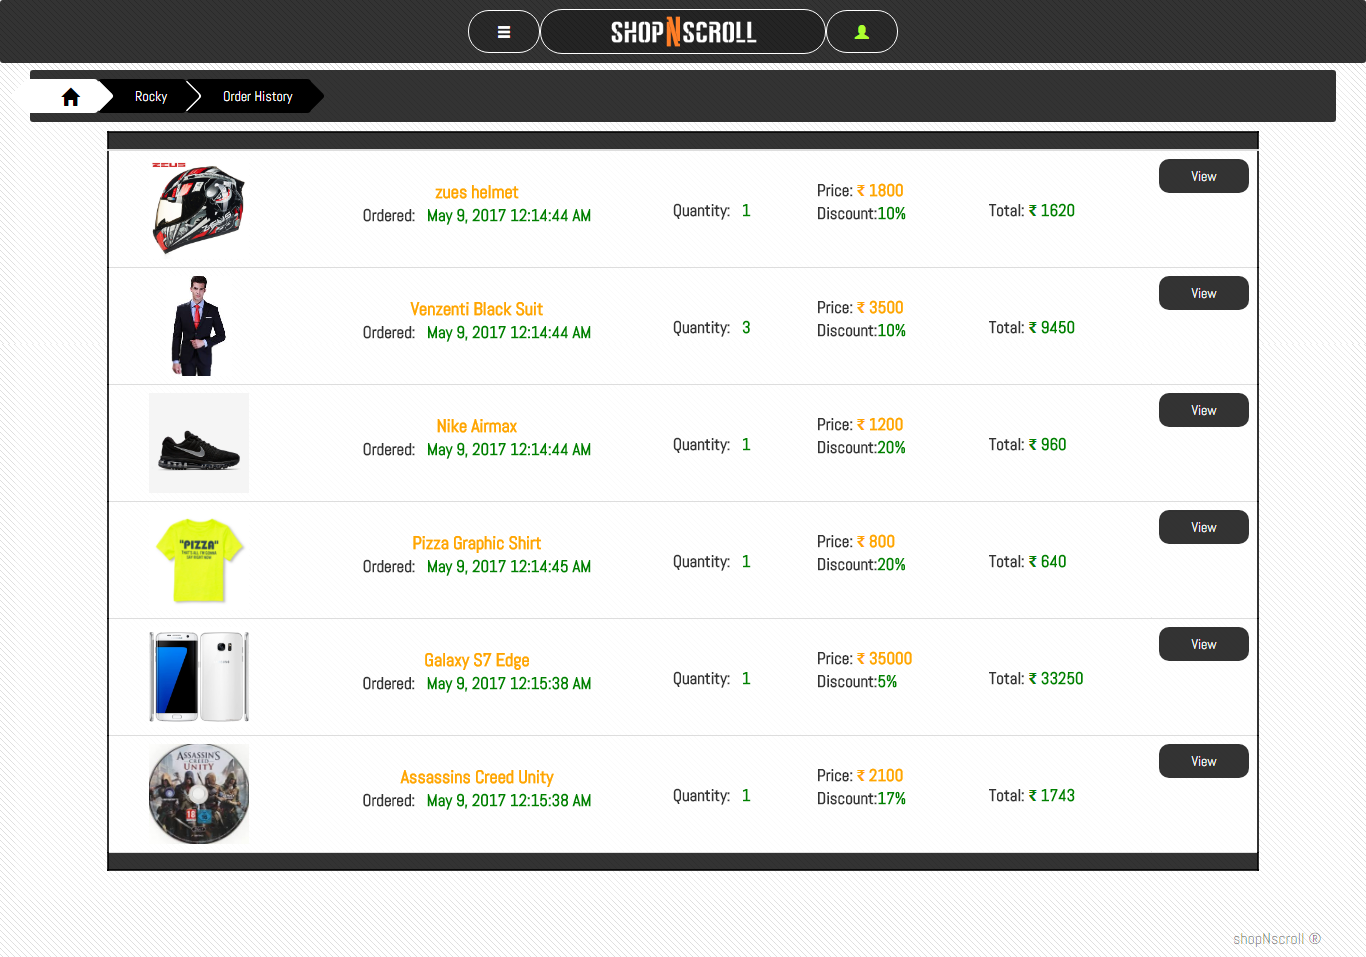 SHOPNSCROLL
Rocky
Order History
ZEUS
zues helmet
Ordered: May 9, 2017 12:14:44 AM
Quantity: 1
Price: ₹ 1800
Discount:10%
Total: ₹ 1620
View
Venzenti Black Suit
Ordered: May 9, 2017 12:14:44 AM
Quantity: 3
Price: ₹ 3500
Discount:10%
Total: ₹ 9450
View
Nike Airmax
Ordered: May 9, 2017 12:14:44 AM
Quantity: 1
Price: ₹ 1200
Discount:20%
Total: ₹ 960
View
"PIZZA"
Pizza Graphic Shirt
Ordered: May 9, 2017 12:14:45 AM
Quantity: 1
Price: ₹ 800
Discount:20%
Total: ₹ 640
View
Galaxy S7 Edge
Ordered: May 9, 2017 12:15:38 AM
Quantity: 1
Price: ₹ 35000
Discount:5%
Total: ₹ 33250
View
ASSASSIN'S
CREED
UNITY
18
Assassins Creed Unity
Ordered: May 9, 2017 12:15:38 AM
Quantity: 1
Price: ₹ 2100
Discount:17%
Total: ₹ 1743
View
shopNscroll ®